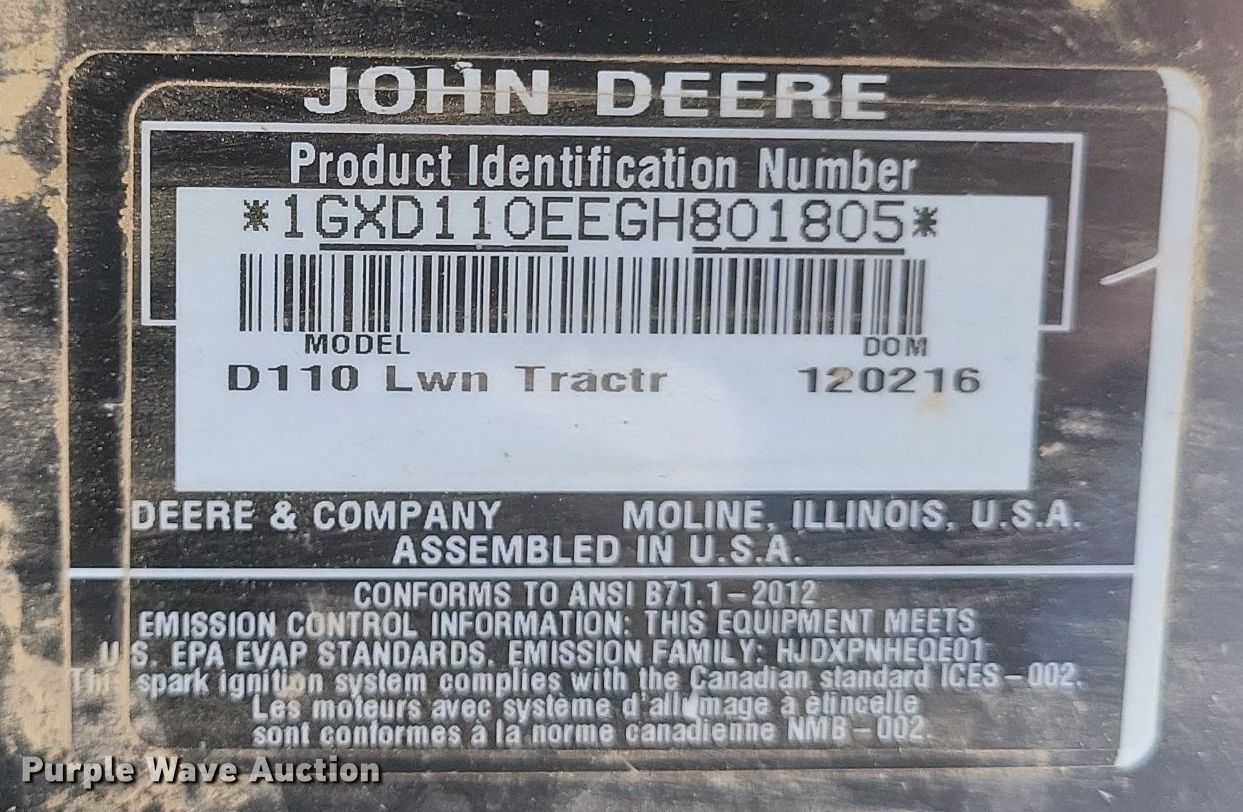 JOHN DEERE
Product Identification Number
*1GXD110EEGH801805*
MODEL DOM
D110 Lwn Tractr 120216
DEERE & COMPANY MOLINE, ILLINOIS, U.S.A.
ASSEMBLED IN U.S.A.
CONFORMS TO ANSI B71.1-2012
EMISSION CONTROL INFORMATION: THIS EQUIPMENT MEETS
U.S. EPA EVAP STANDARDS. EMISSION FAMILY: HJDXPNHEQE01
This spark ignition system complies with the Canadian standard ICES-002.
Les moteurs avec système d'allumage à ètincelle
sont conformes a la norme canadienne NMB-002.
Purple Wave Auction